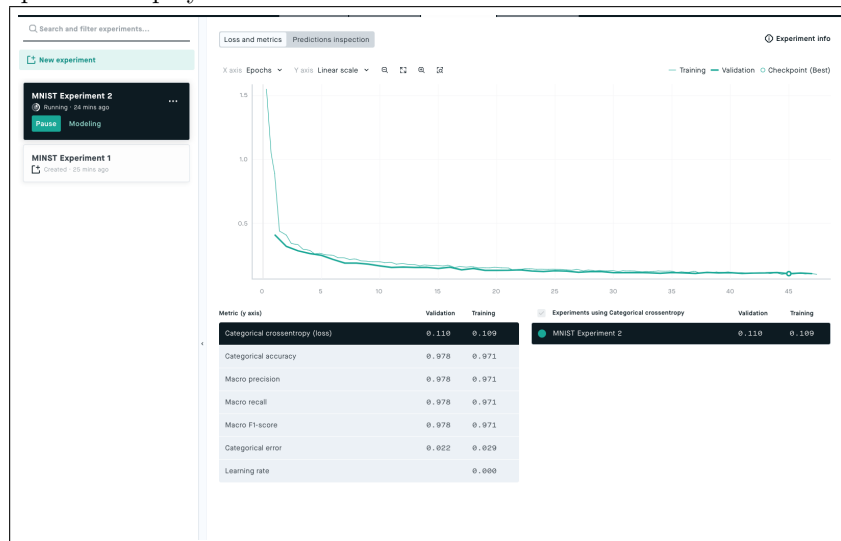 Search and filter experiments...
New experiment
MNIST Experiment 2
Running - 24 mins ago
Pause Modeling
MINST Experiment 1
Created - 25 mins ago
Loss and metrics Predictions inspection
Experiment info
X axis Epochs Y axis Linear scale
Training Validation Checkpoint (Best)
1.5
1.0
0.5
0 5 10 15 20 25 30 35 40 45
Metric (y axis) Validation Training
Categorical crossentropy (loss) 0.110 0.109
Categorical accuracy 0.978 0.971
Macro precision 0.978 0.971
Macro recall 0.978 0.971
Macro F1-score 0.978 0.971
Categorical error 0.022 0.029
Learning rate 0.000
Experiments using Categorical crossentropy Validation Training
MNIST Experiment 2 0.110 0.109